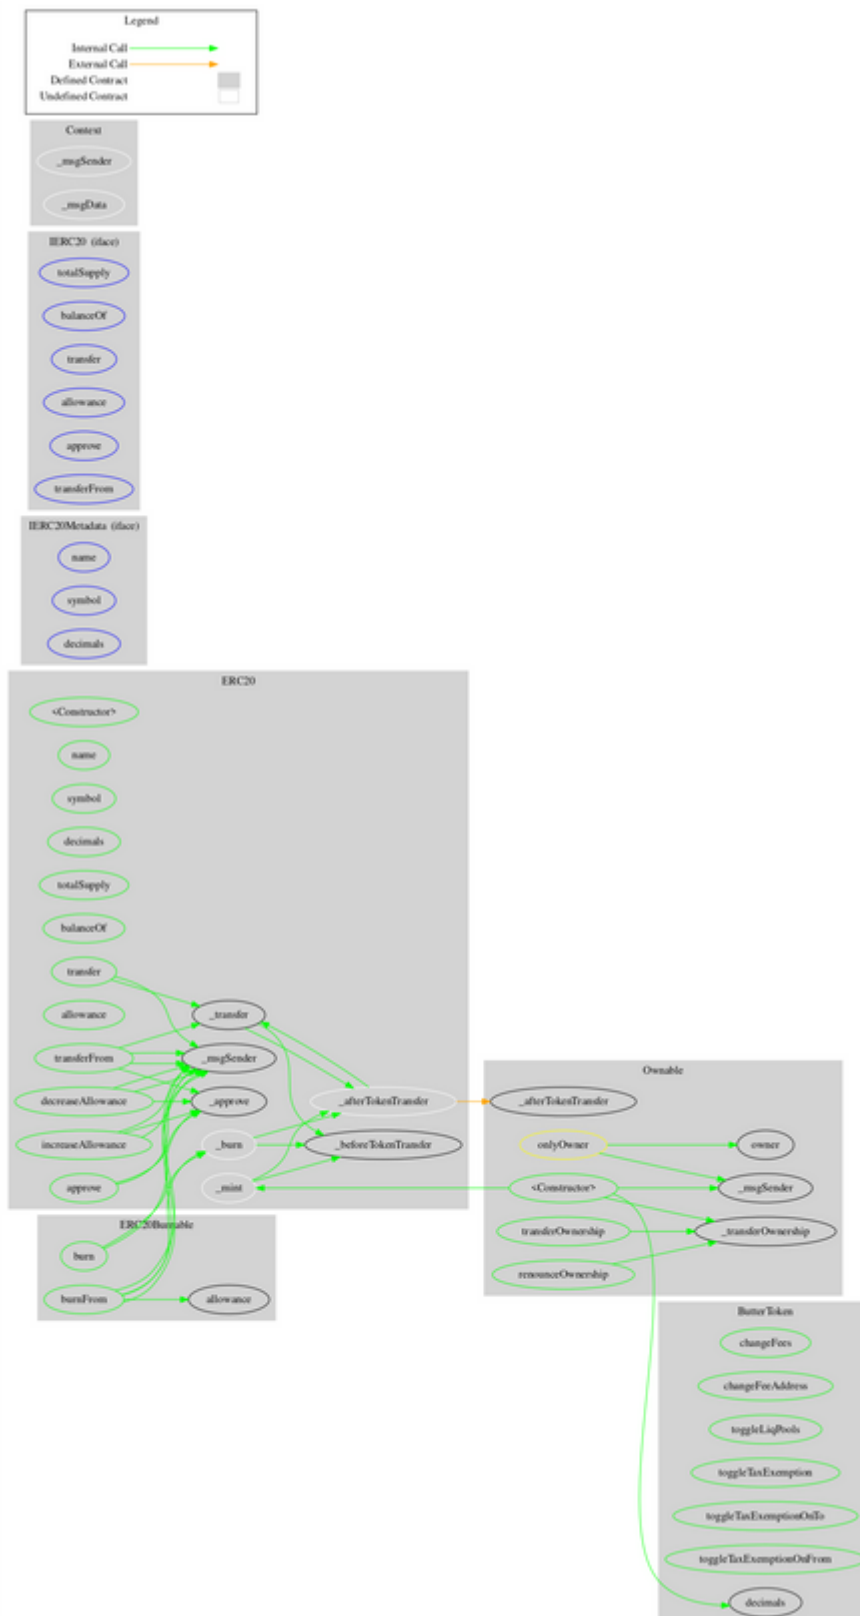 Legend
Internal Call
External Call
Defined Contract
Undefined Contract
Context
_msgSender
_msgData
IERC20 (iface)
totalSupply
balanceOf
transfer
allowance
approve
transferFrom
IERC20Metadata (iface)
name
symbol
decimals
ERC20
<Constructor>
name
symbol
decimals
totalSupply
balanceOf
transfer
allowance
_transfer
transferFrom
_msgSender
decreaseAllowance
_approve
_afterTokenTransfer
increaseAllowance
_burn
_beforeTokenTransfer
approve
_mint
ERC20Burnable
burn
burnFrom
allowance
Ownable
_afterTokenTransfer
onlyOwner
owner
<Constructor>
_msgSender
transferOwnership
_transferOwnership
renounceOwnership
ButterToken
changeFees
changeFeeAddress
toggleLiqPools
toggleTaxExemption
toggleTaxExemptionOnTo
toggleTaxExemptionOnFrom
decimals